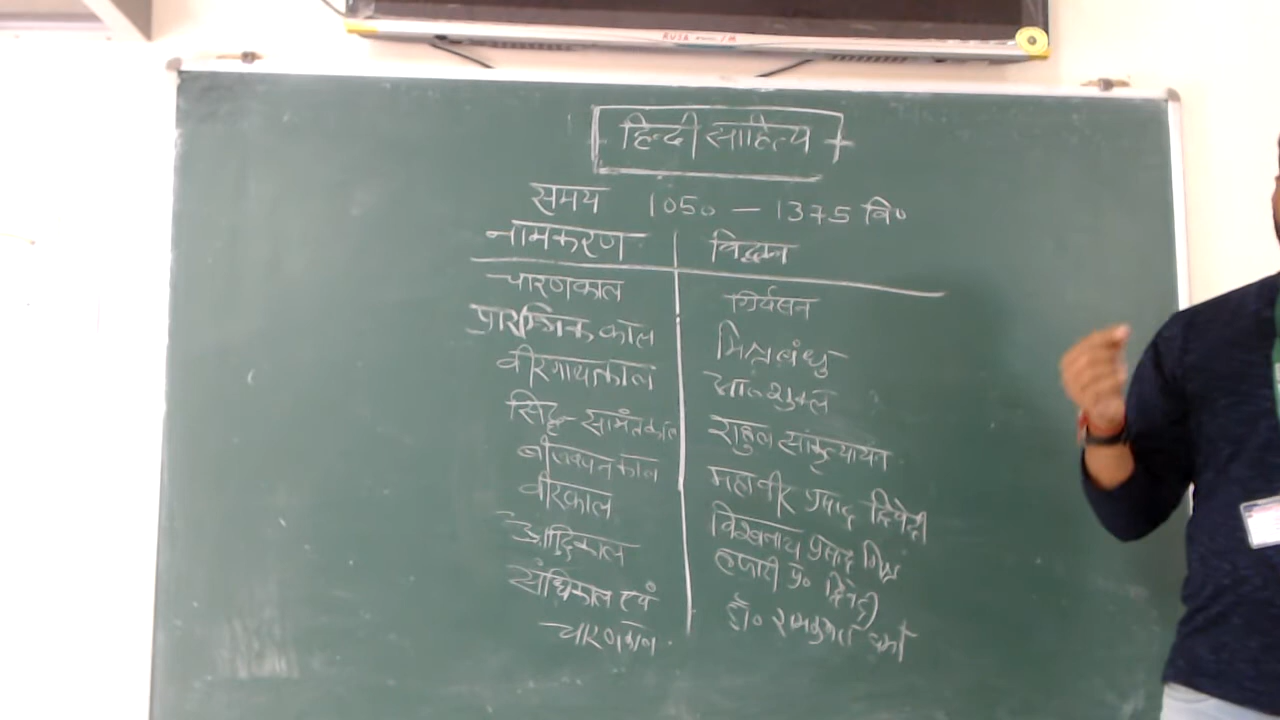 हिन्दी साहित्य
समय 1050 - 1375 वि०
नामकरण विद्वान
चारणकाल ग्रियर्सन
प्रारम्भिक काल मिश्रबंधु
वीरगाथाकाल आ० शुक्ल
सिद्ध-सामंतकाल राहुल सांकृत्यायन
बीजवपन काल महावीर प्रसाद द्विवेदी
वीरकाल विश्वनाथ प्रसाद मिश्र
आदिकाल हजारी प्र० द्विवेदी
संधिकाल एवं डॉ० रामकुमार वर्मा
चारणकाल